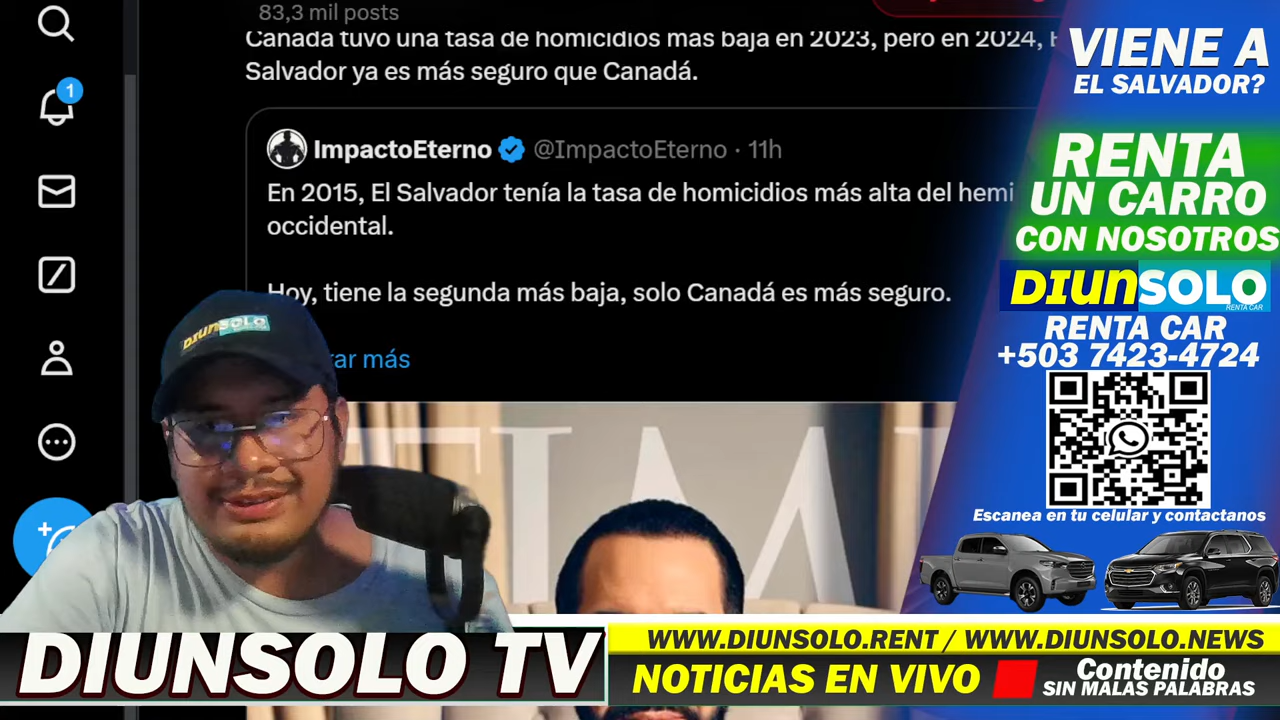 83,3 mil posts
Canadá tuvo una tasa de homicidios más baja en 2023, pero en 2024,
Salvador ya es más seguro que Canadá.
ImpactoEterno @ImpactoEterno · 11h
En 2015, El Salvador tenía la tasa de homicidios más alta del hemi
occidental.
Hoy, tiene la segunda más baja, solo Canadá es más seguro.
rar más
1
TIM
DIUNSOLO
VIENE A
EL SALVADOR?
RENTA
UN CARRO
CON NOSOTROS
DIUNSOLO
RENTA CAR
RENTA CAR
+503 7423-4724
Escanea en tu celular y contactanos
DIUNSOLO TV
WWW.DIUNSOLO.RENT / WWW.DIUNSOLO.NEWS
NOTICIAS EN VIVO
Contenido
SIN MALAS PALABRAS